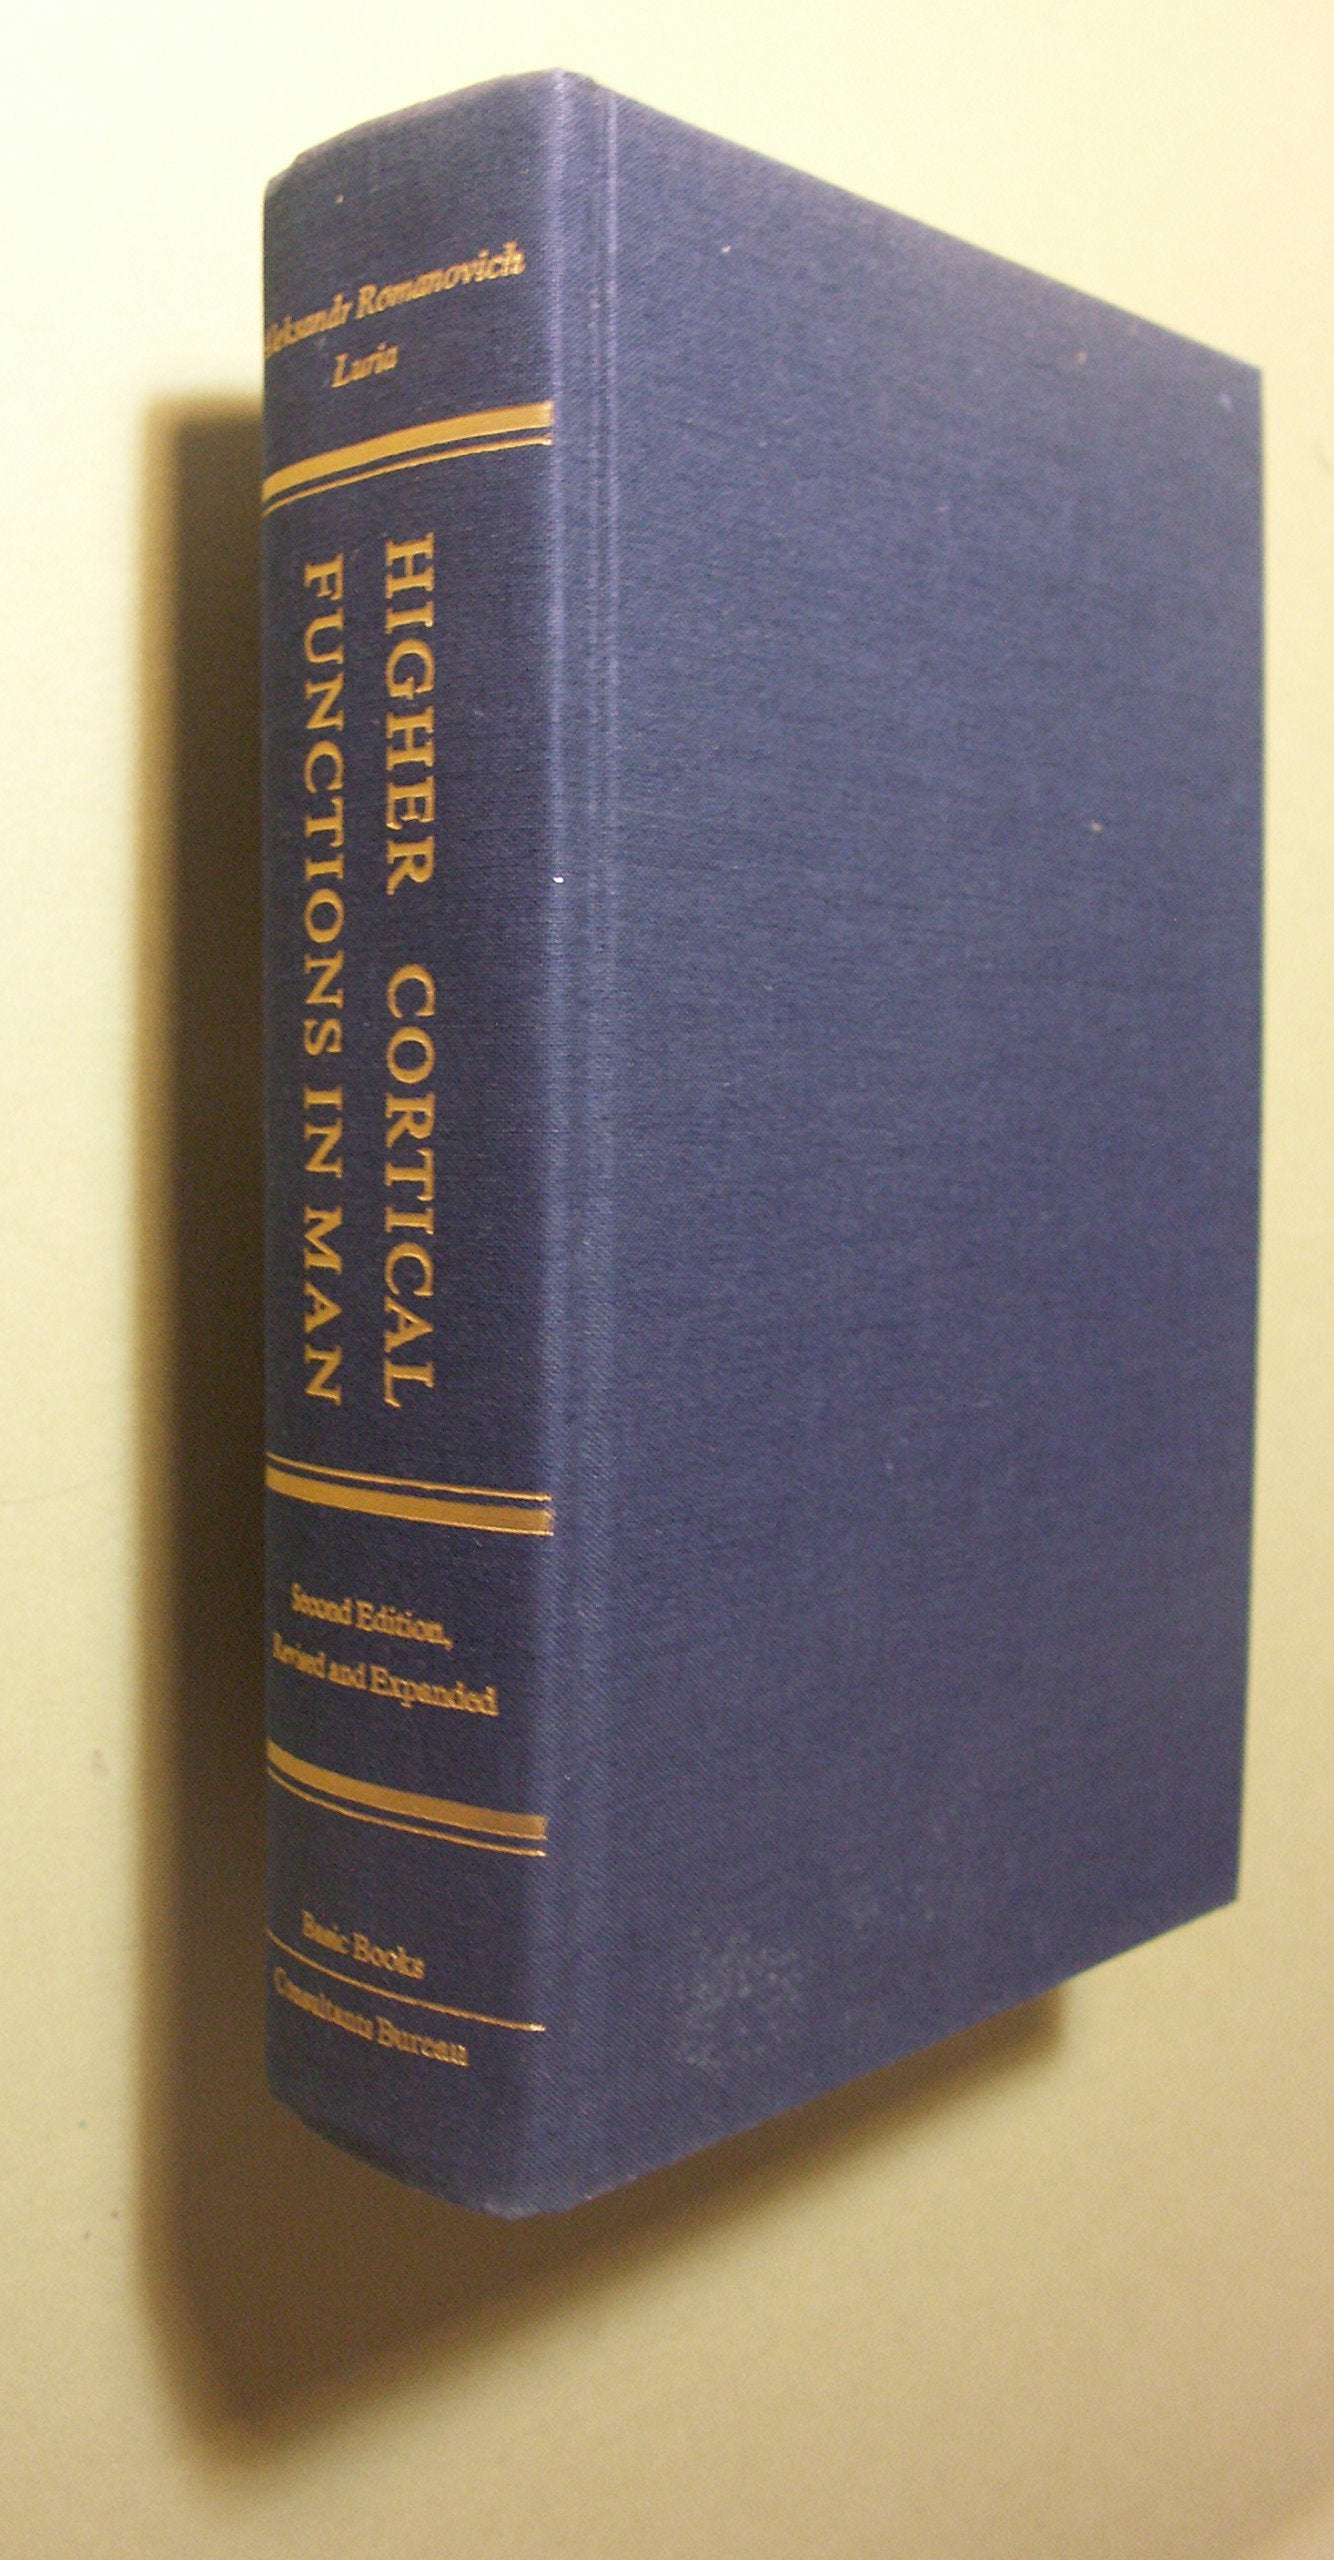 Aleksandr Romanovich
Luria
HIGHER CORTICAL
FUNCTIONS IN MAN
Second Edition,
Revised and Expanded
Basic Books
Consultants Bureau